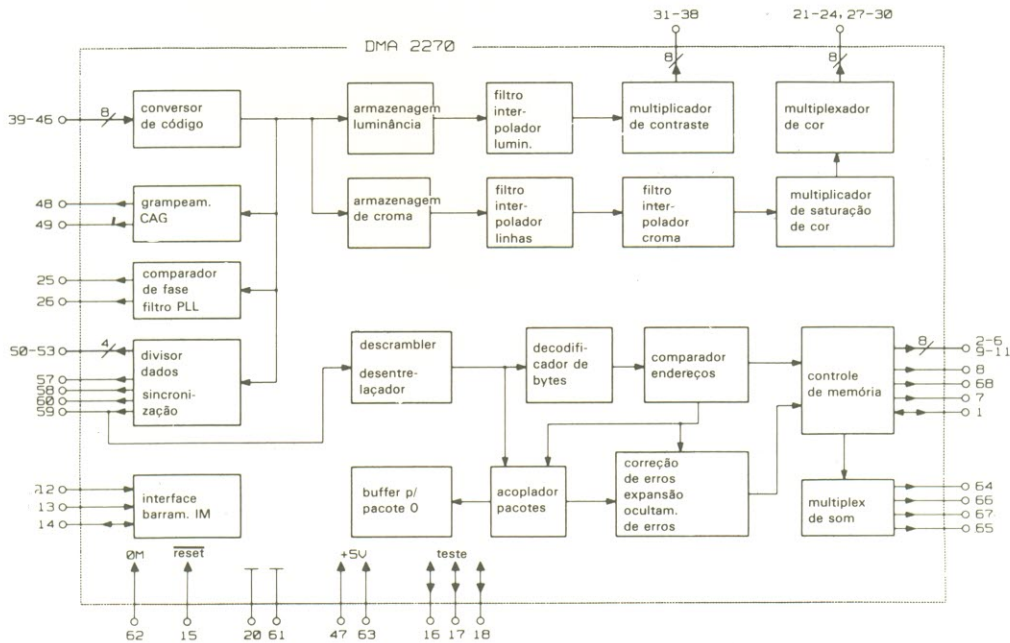 31-38
21-24, 27-30
DMA 2270
8
8
39-46
8
conversor
de código
armazenagem
luminância
filtro
inter-
polador
lumin.
multiplicador
de contraste
multiplexador
de cor
48
49
grampeam.
CAG
armazenagem
de croma
filtro
inter-
polador
linhas
filtro
inter-
polador
croma
multiplicador
de saturação
de cor
25
26
comparador
de fase
filtro PLL
50-53
4
57
58
60
59
divisor
dados
sincroni-
zação
descrambler
desentre-
laçador
decodifi-
cador de
bytes
comparador
endereços
controle
de memória
8
2-6
9-11
8
68
7
1
12
13
14
interface
barram. IM
buffer p/
pacote 0
acoplador
pacotes
correção
de erros
expansão
ocultam.
de erros
multiplex
de som
64
66
67
65
ØM
reset
+5V
teste
62
15
20
61
47
63
16
17
18